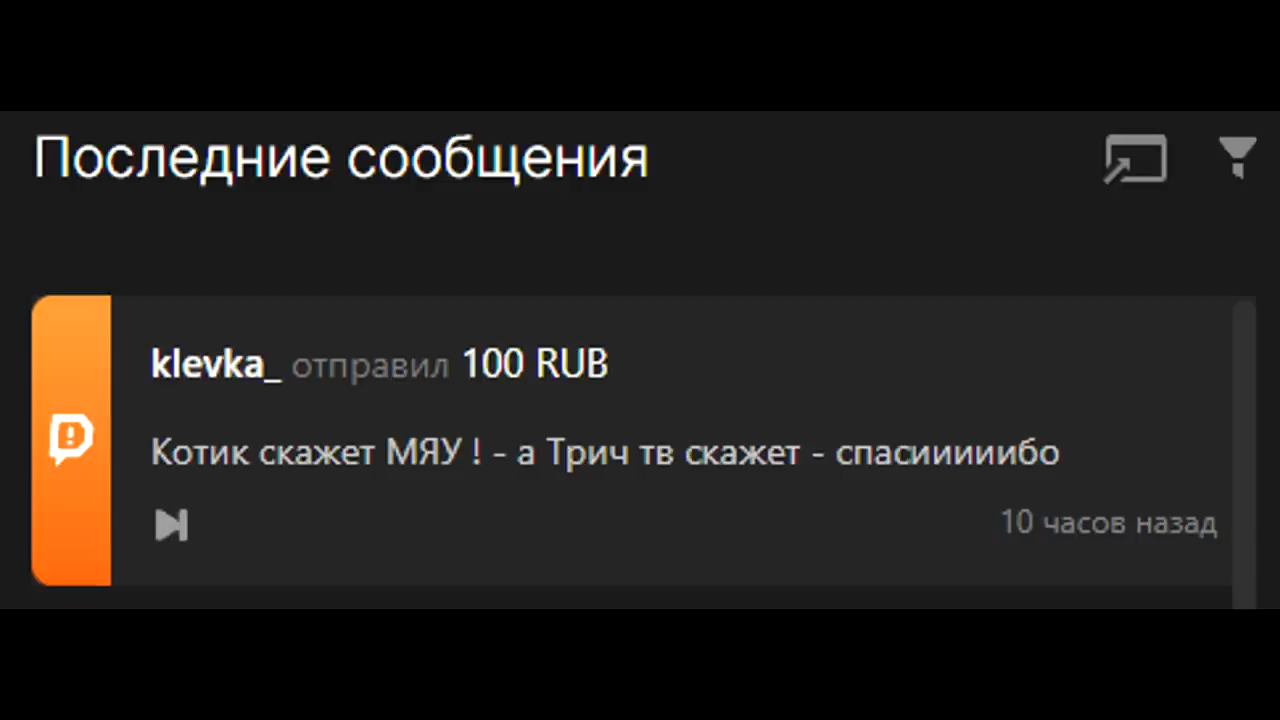 Последние сообщения
klevka_ отправил 100 RUB
Котик скажет МЯУ ! - а Трич тв скажет - спасииииибо
10 часов назад